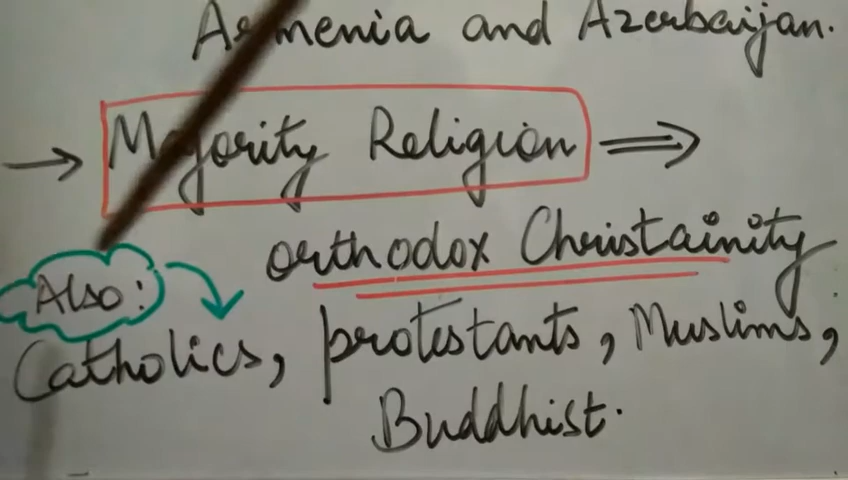 Armenia and Azerbaijan.
→ Majority Religion ⇒
orthodox Christainity
Also:
Catholics, protestants, Muslims,
Buddhist.